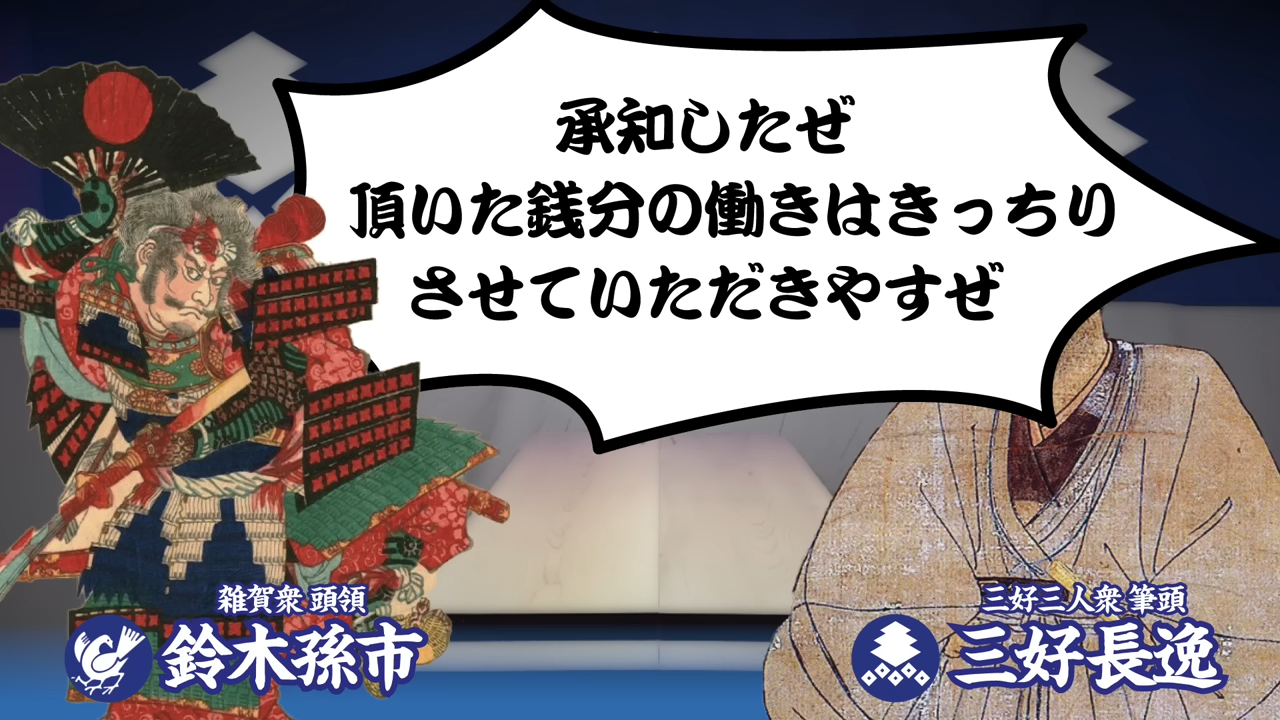 承知したぜ
頂いた銭分の働きはきっちり
させていただきやすぜ
雑賀衆 頭領
鈴木孫市
三好三人衆 筆頭
三好長逸